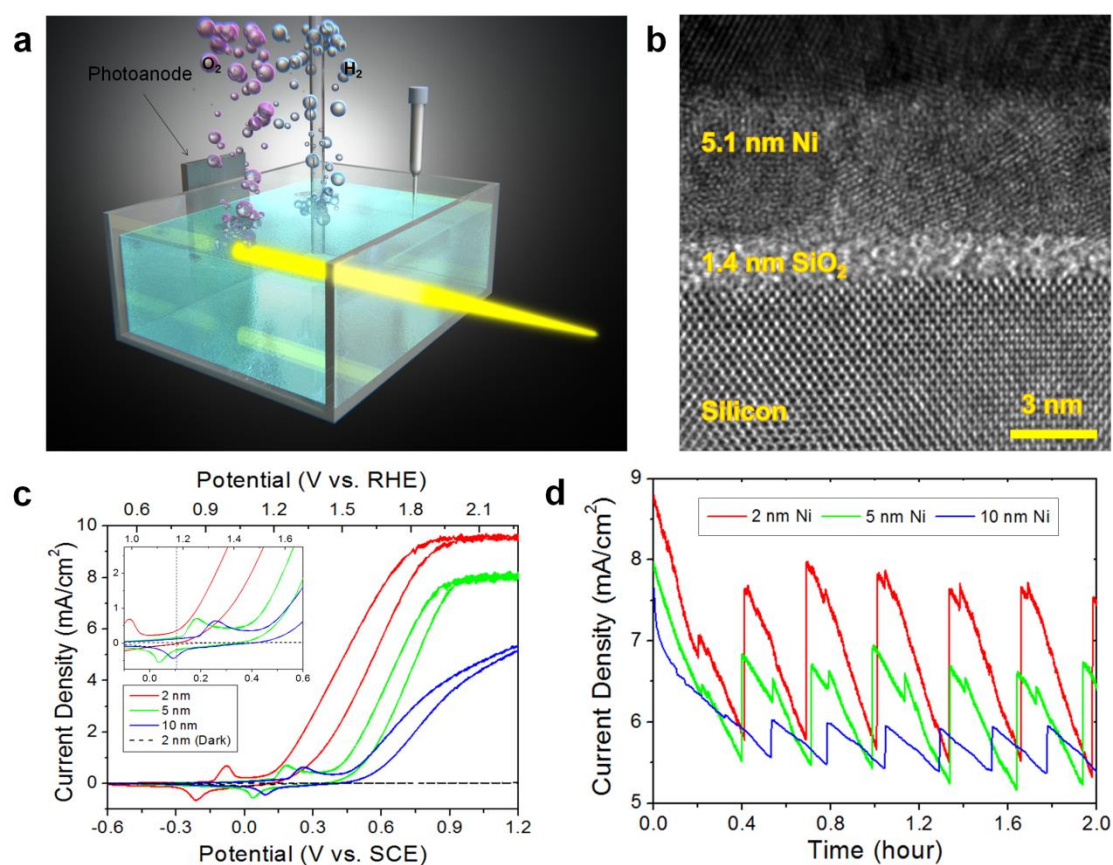 a
O2
H2
Photoanode
b
5.1 nm Ni
1.4 nm SiO2
Silicon
3 nm
c
Potential (V vs. RHE)
0.6 0.9 1.2 1.5 1.8 2.1
10
8
6
4
2
0
Current Density (mA/cm2)
1.0 1.2 1.4 1.6
2
1
0
0.0 0.2 0.4 0.6
2 nm
5 nm
10 nm
2 nm (Dark)
-0.6 -0.3 0.0 0.3 0.6 0.9 1.2
Potential (V vs. SCE)
d
9
8
7
6
5
Current Density (mA/cm2)
2 nm Ni 5 nm Ni 10 nm Ni
0.0 0.4 0.8 1.2 1.6 2.0
Time (hour)